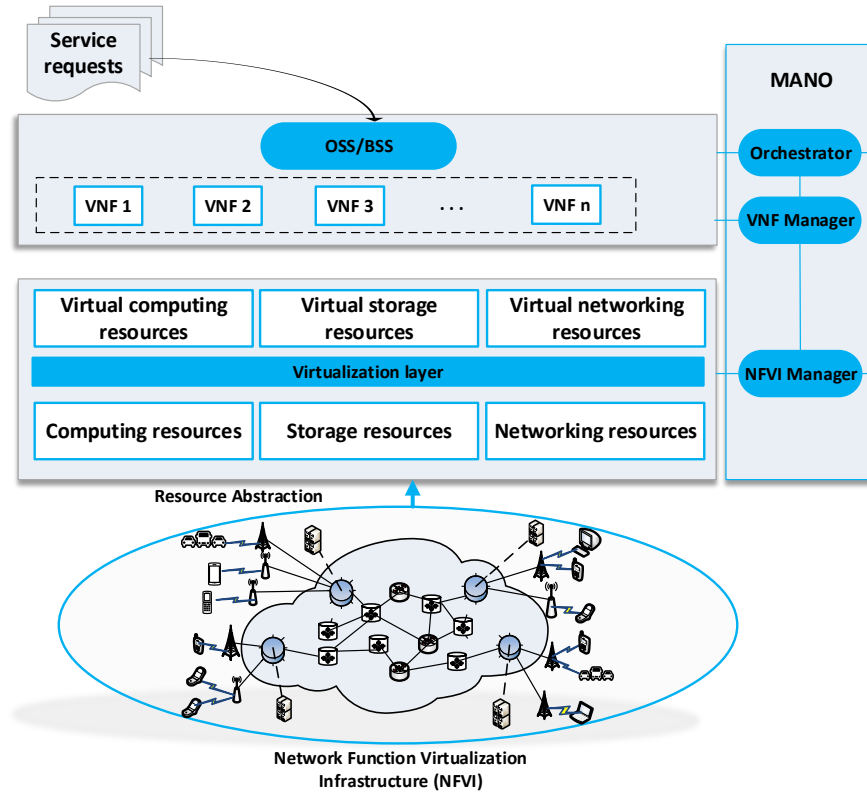 Service
requests
MANO
OSS/BSS
Orchestrator
VNF 1
VNF 2
VNF 3
...
VNF n
VNF Manager
Virtual computing
resources
Virtual storage
resources
Virtual networking
resources
Virtualization layer
NFVI Manager
Computing resources
Storage resources
Networking resources
Resource Abstraction
Network Function Virtualization
Infrastructure (NFVI)